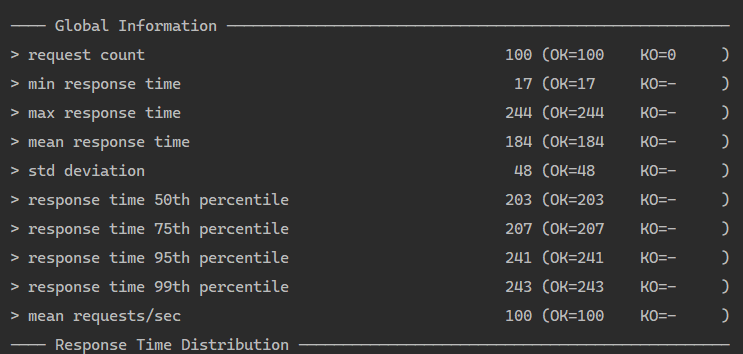 ---- Global Information --------------------------------------------------------
> request count                                        100 (OK=100    KO=0     )
> min response time                                     17 (OK=17     KO=-     )
> max response time                                    244 (OK=244    KO=-     )
> mean response time                                   184 (OK=184    KO=-     )
> std deviation                                         48 (OK=48     KO=-     )
> response time 50th percentile                        203 (OK=203    KO=-     )
> response time 75th percentile                        207 (OK=207    KO=-     )
> response time 95th percentile                        241 (OK=241    KO=-     )
> response time 99th percentile                        243 (OK=243    KO=-     )
> mean requests/sec                                    100 (OK=100    KO=-     )
---- Response Time Distribution ------------------------------------------------